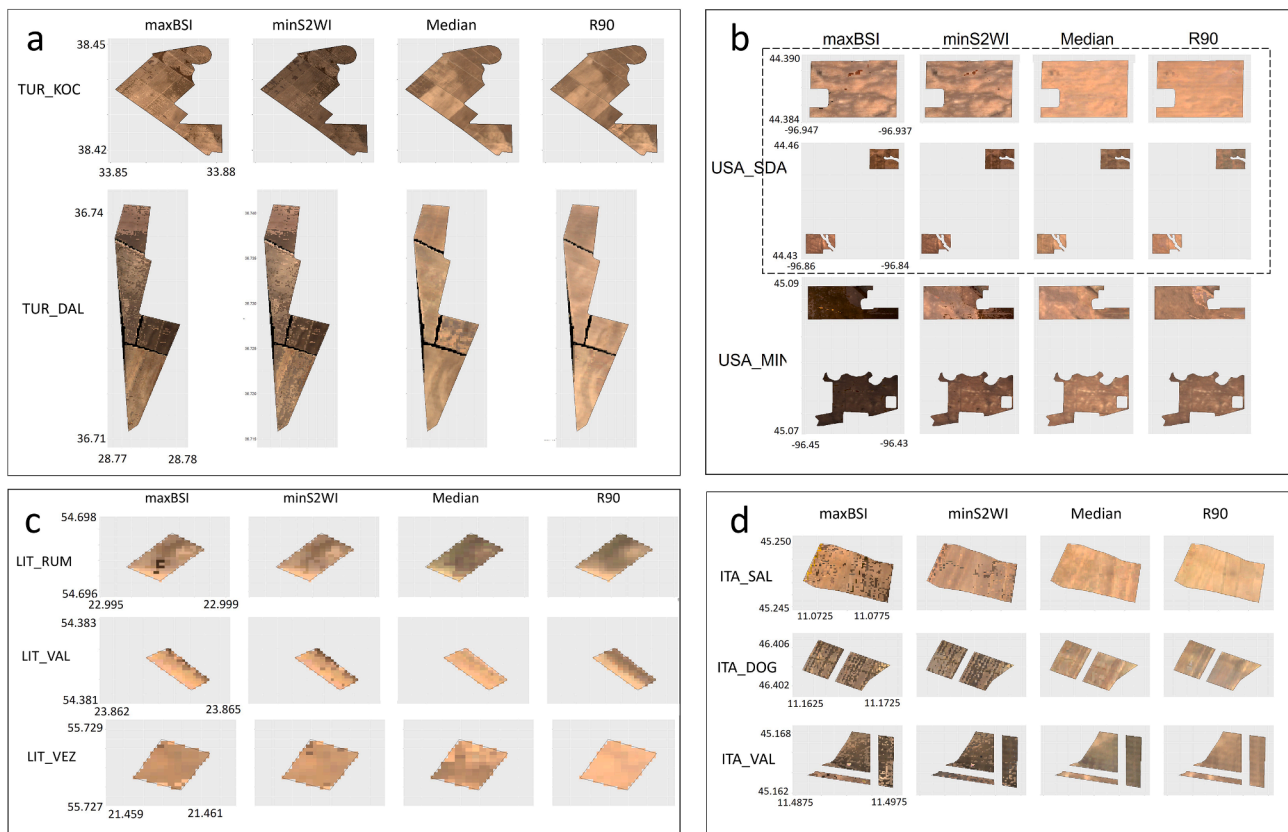 a
maxBSI minS2WI Median R90
38.45
TUR_KOC
38.42
33.85 33.88
36.74
TUR_DAL
36.71
28.77 28.78
b
maxBSI minS2WI Median R90
44.390
44.384
-96.947 -96.937
44.46
USA_SDA
44.43
-96.86 -96.84
45.09
USA_MIN
45.07
-96.45 -96.43
c
maxBSI minS2WI Median R90
54.698
LIT_RUM
54.696
22.995 22.999
54.383
LIT_VAL
54.381
23.862 23.865
55.729
LIT_VEZ
55.727
21.459 21.461
d
maxBSI minS2WI Median R90
45.250
ITA_SAL
45.245
11.0725 11.0775
46.406
ITA_DOG
46.402
11.1625 11.1725
45.168
ITA_VAL
45.162
11.4875 11.4975